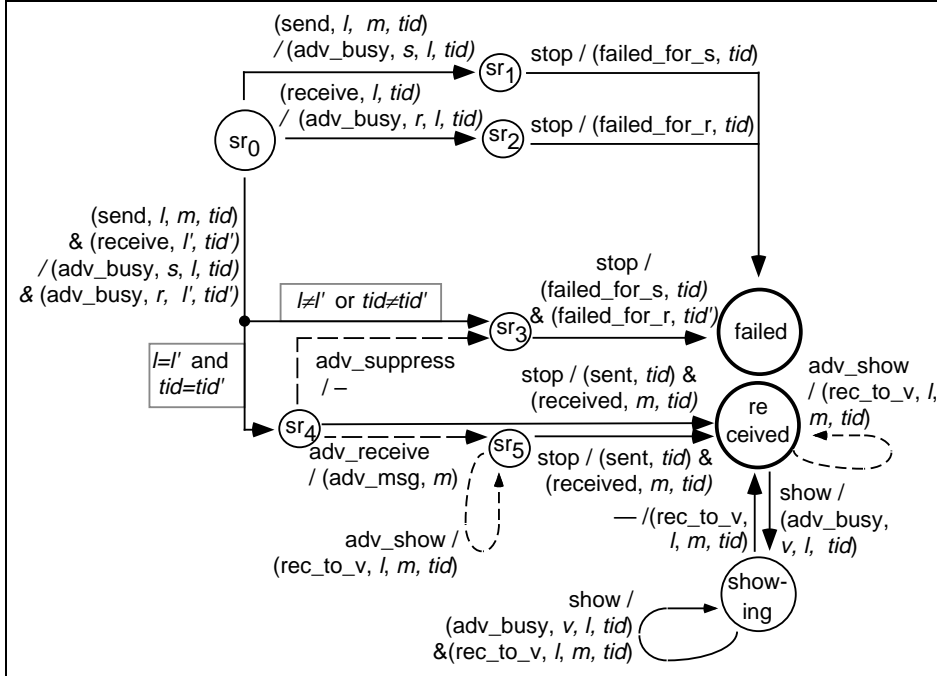 (send, l, m, tid)
/ (adv_busy, s, l, tid)
sr1
stop / (failed_for_s, tid)
(receive, l, tid)
/ (adv_busy, r, l, tid)
sr0
sr2
stop / (failed_for_r, tid)
(send, l, m, tid)
& (receive, l', tid')
/ (adv_busy, s, l, tid)
& (adv_busy, r, l', tid')
l≠l' or tid≠tid'
sr3
stop /
(failed_for_s, tid)
& (failed_for_r, tid')
failed
l=l' and
tid=tid'
adv_suppress
/ –
stop / (sent, tid) &
(received, m, tid)
adv_show
/ (rec_to_v, l,
m, tid)
sr4
re
ceived
adv_receive
/ (adv_msg, m)
sr5
stop / (sent, tid) &
(received, m, tid)
adv_show /
(rec_to_v, l, m, tid)
— /(rec_to_v,
l, m, tid)
show /
(adv_busy,
v, l, tid)
show-
ing
show /
(adv_busy, v, l, tid)
&(rec_to_v, l, m, tid)